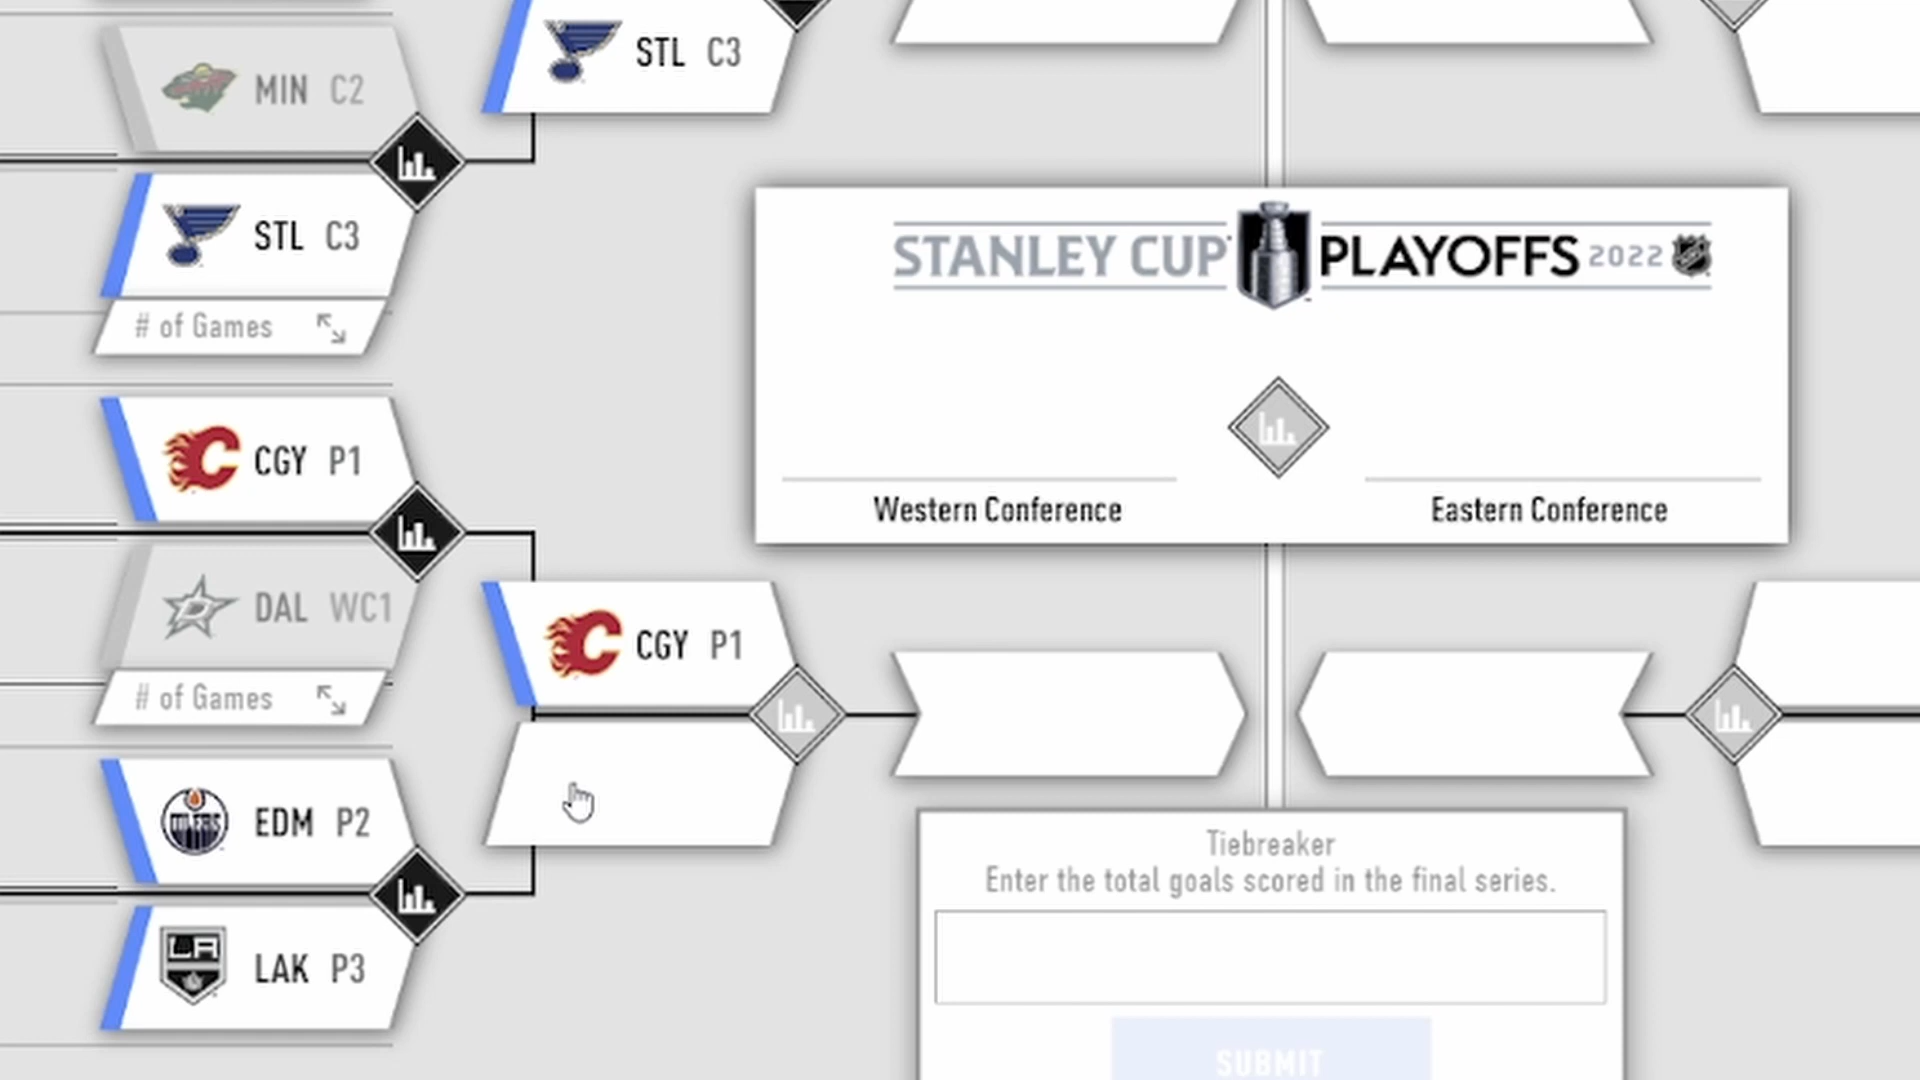 STL C3
MIN C2
STL C3
# of Games
CGY P1
DAL WC1
# of Games
EDM P2
OILERS
LA
LAK P3
CGY P1
STANLEY CUP PLAYOFFS 2022
Western Conference
Eastern Conference
Tiebreaker
Enter the total goals scored in the final series.
SUBMIT